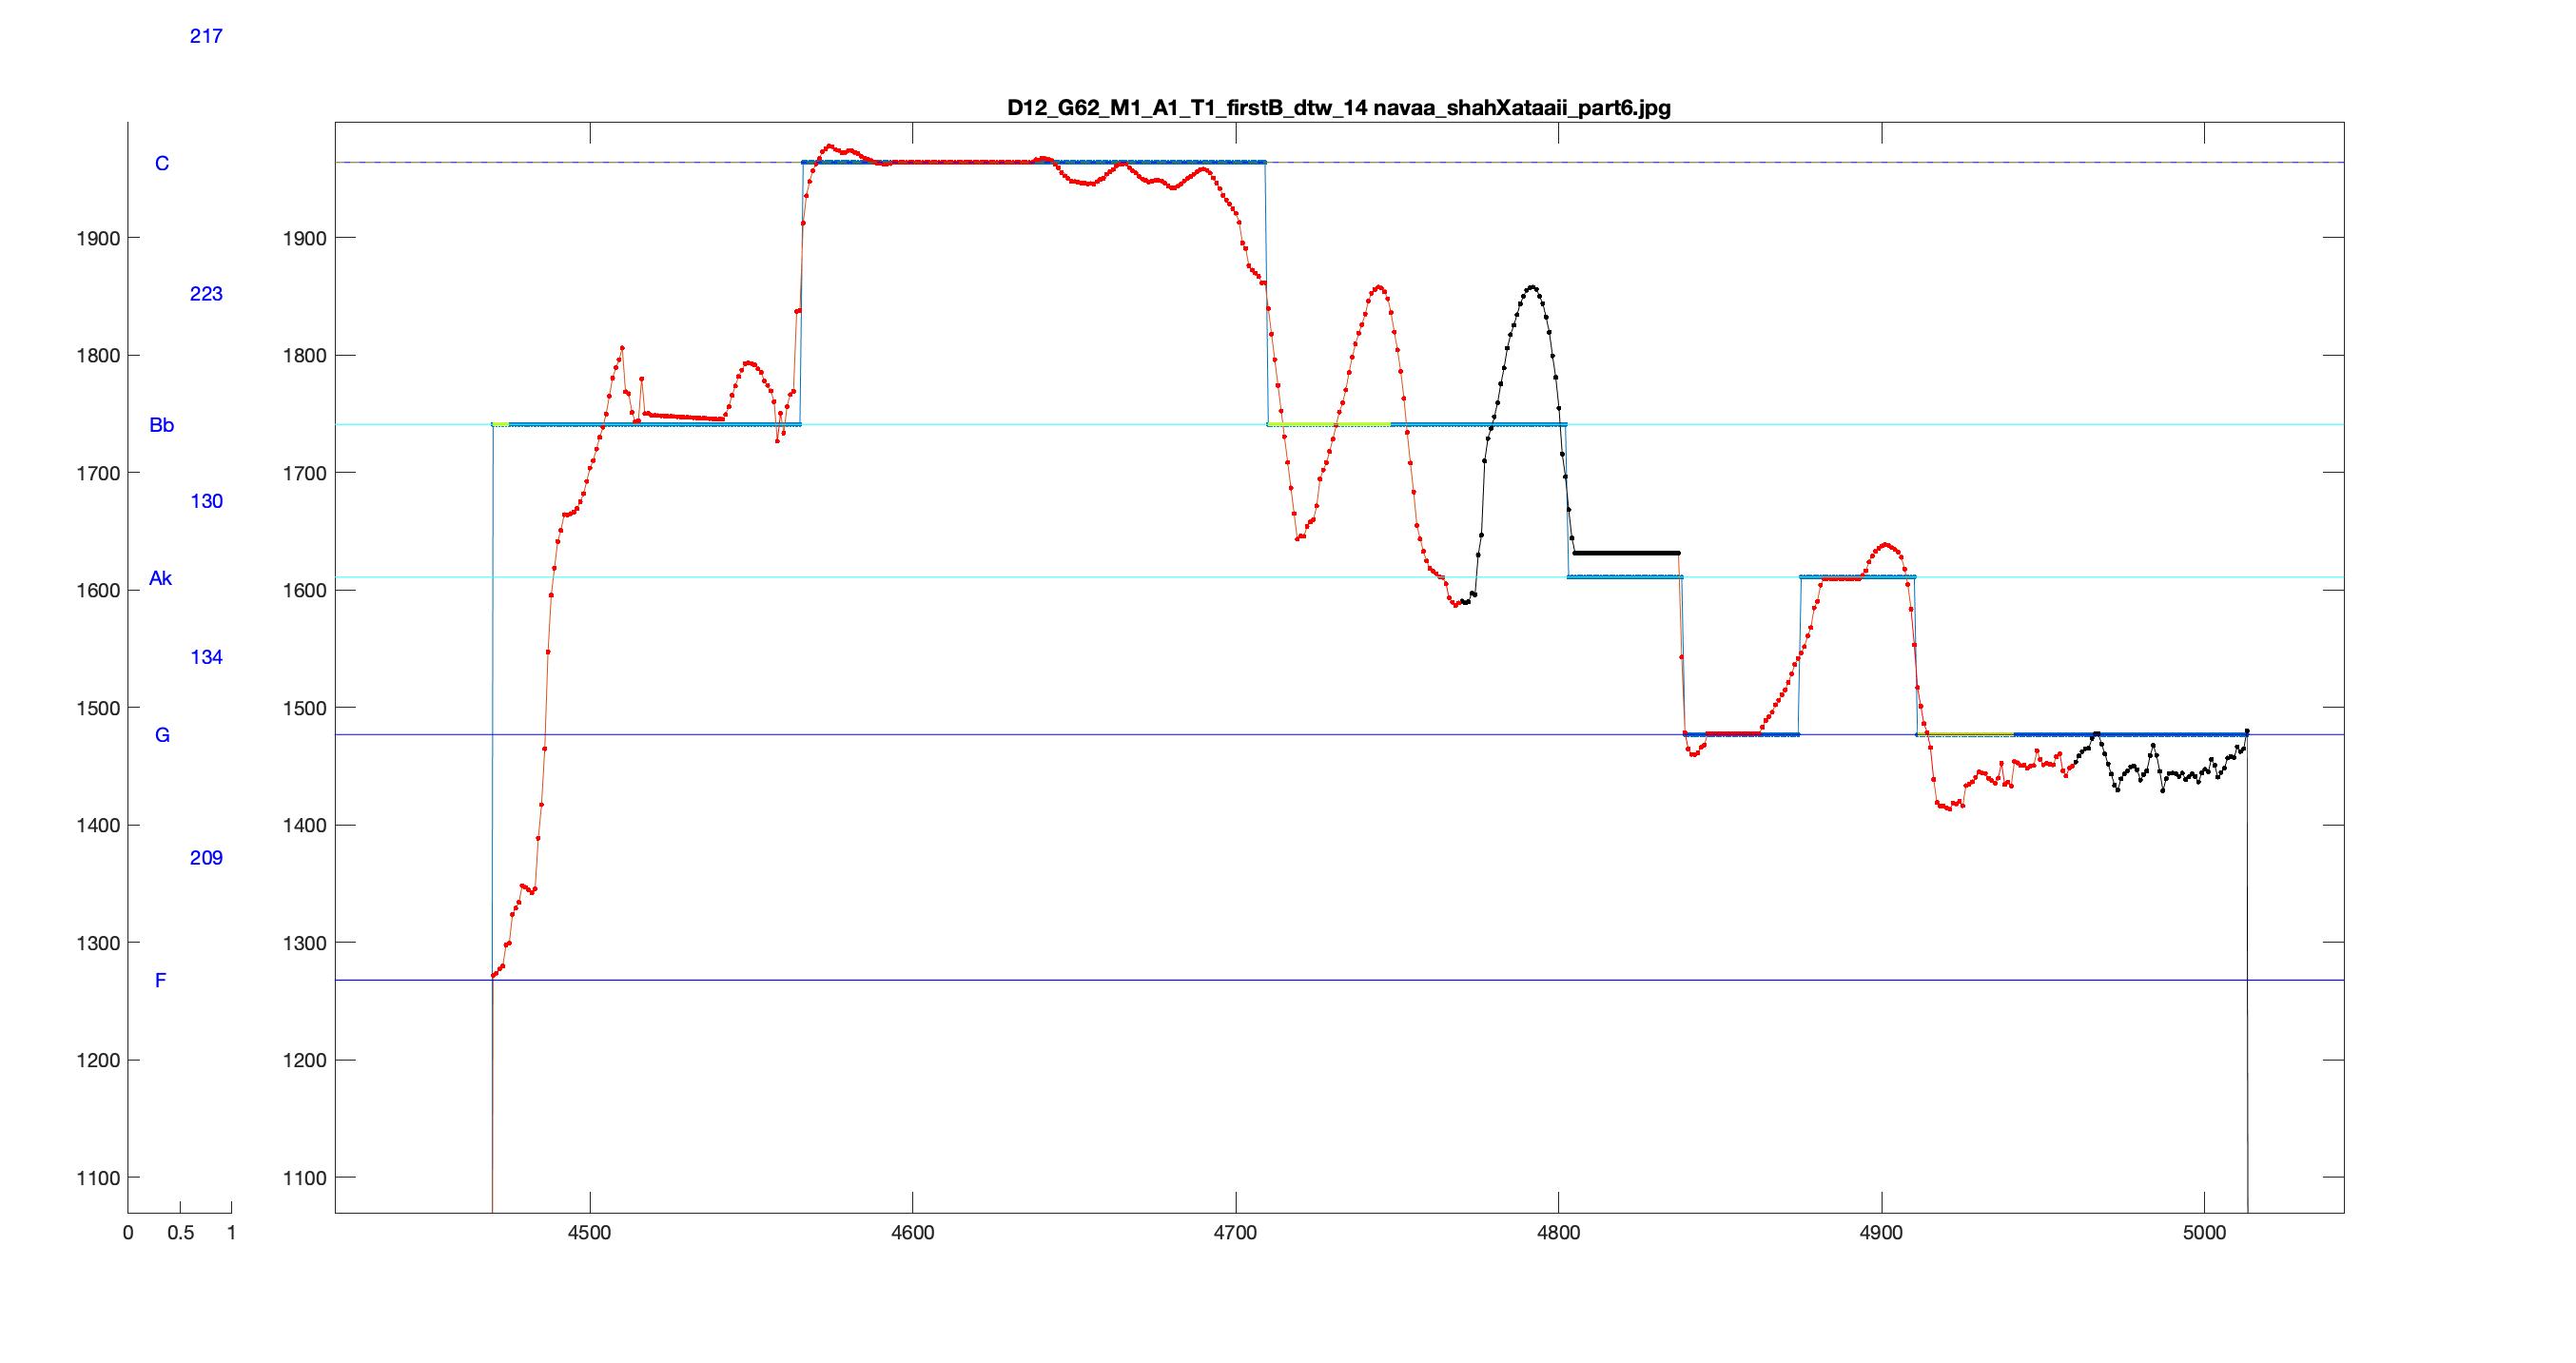 217
D12_G62_M1_A1_T1_firstB_dtw_14 navaa_shahXataaii_part6.jpg
C
1900 1900
223
1800 1800
Bb
1700 1700
130
Ak
1600 1600
134
1500 1500
G
1400 1400
209
1300 1300
F
1200 1200
1100 1100
0 0.5 1 4500 4600 4700 4800 4900 5000